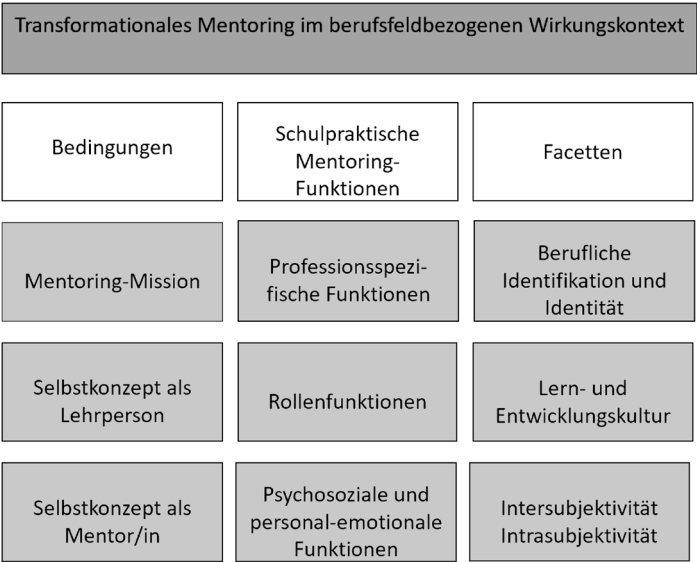 Transformationales Mentoring im berufsfeldbezogenen Wirkungskontext
Bedingungen
Schulpraktische
Mentoring-
Funktionen
Facetten
Mentoring-Mission
Professionsspezi-
fische Funktionen
Berufliche
Identifikation und
Identität
Selbstkonzept als
Lehrperson
Rollenfunktionen
Lern- und
Entwicklungskultur
Selbstkonzept als
Mentor/in
Psychosoziale und
personal-emotionale
Funktionen
Intersubjektivität
Intrasubjektivität